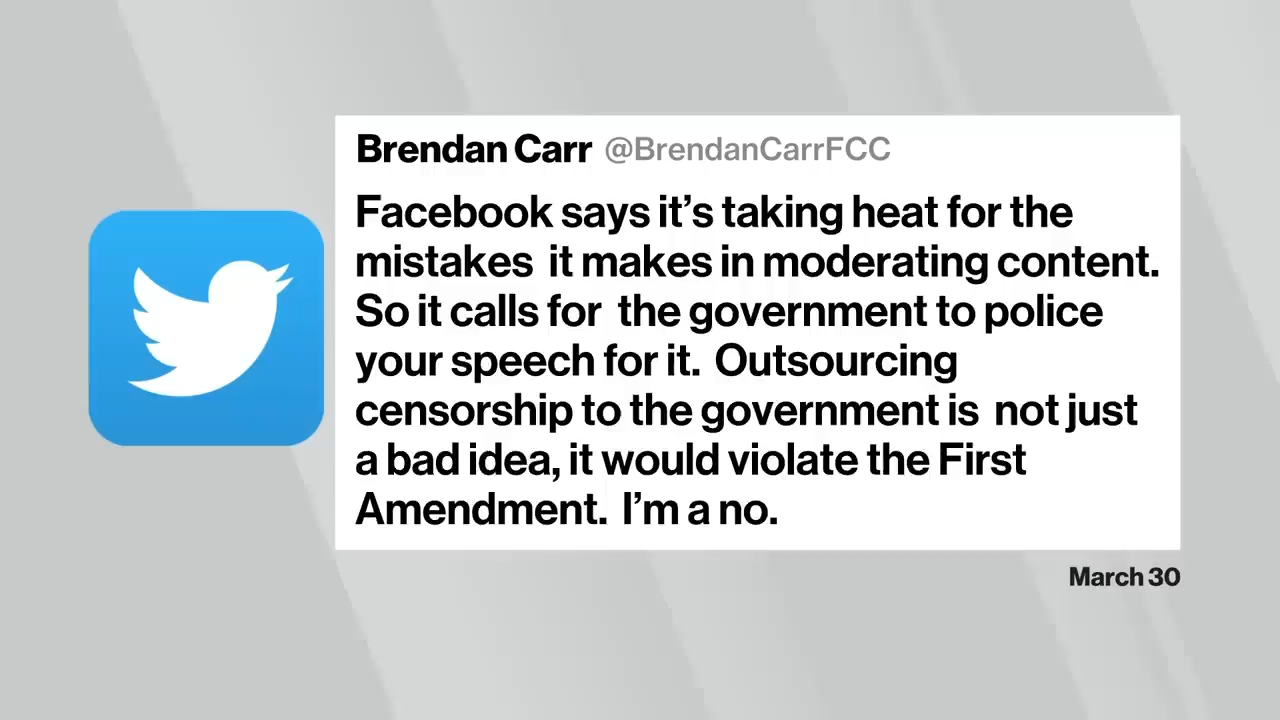 Brendan Carr @BrendanCarrFCC
Facebook says it’s taking heat for the
mistakes it makes in moderating content.
So it calls for the government to police
your speech for it. Outsourcing
censorship to the government is not just
a bad idea, it would violate the First
Amendment. I’m a no.
March 30